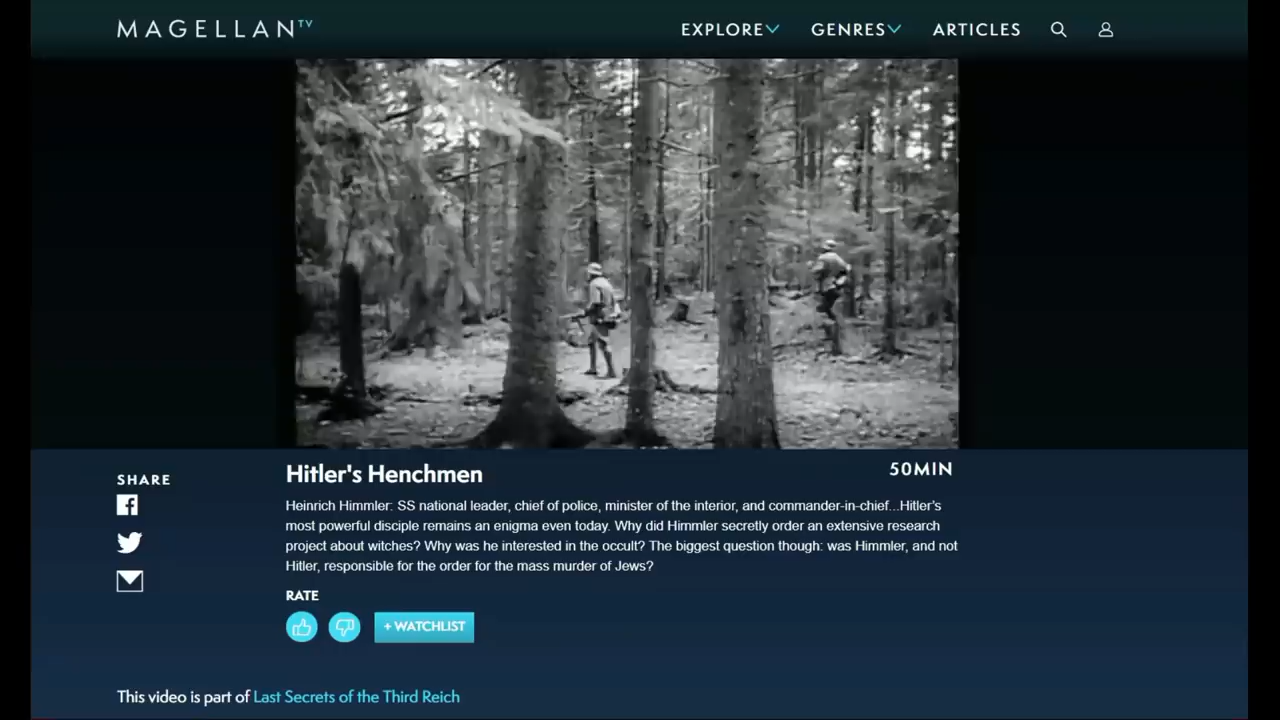 MAGELLANTV
EXPLORE
GENRES
ARTICLES
SHARE
Hitler's Henchmen
50MIN
Heinrich Himmler: SS national leader, chief of police, minister of the interior, and commander-in-chief...Hitler's
most powerful disciple remains an enigma even today. Why did Himmler secretly order an extensive research
project about witches? Why was he interested in the occult? The biggest question though: was Himmler, and not
Hitler, responsible for the order for the mass murder of Jews?
RATE
+ WATCHLIST
This video is part of Last Secrets of the Third Reich